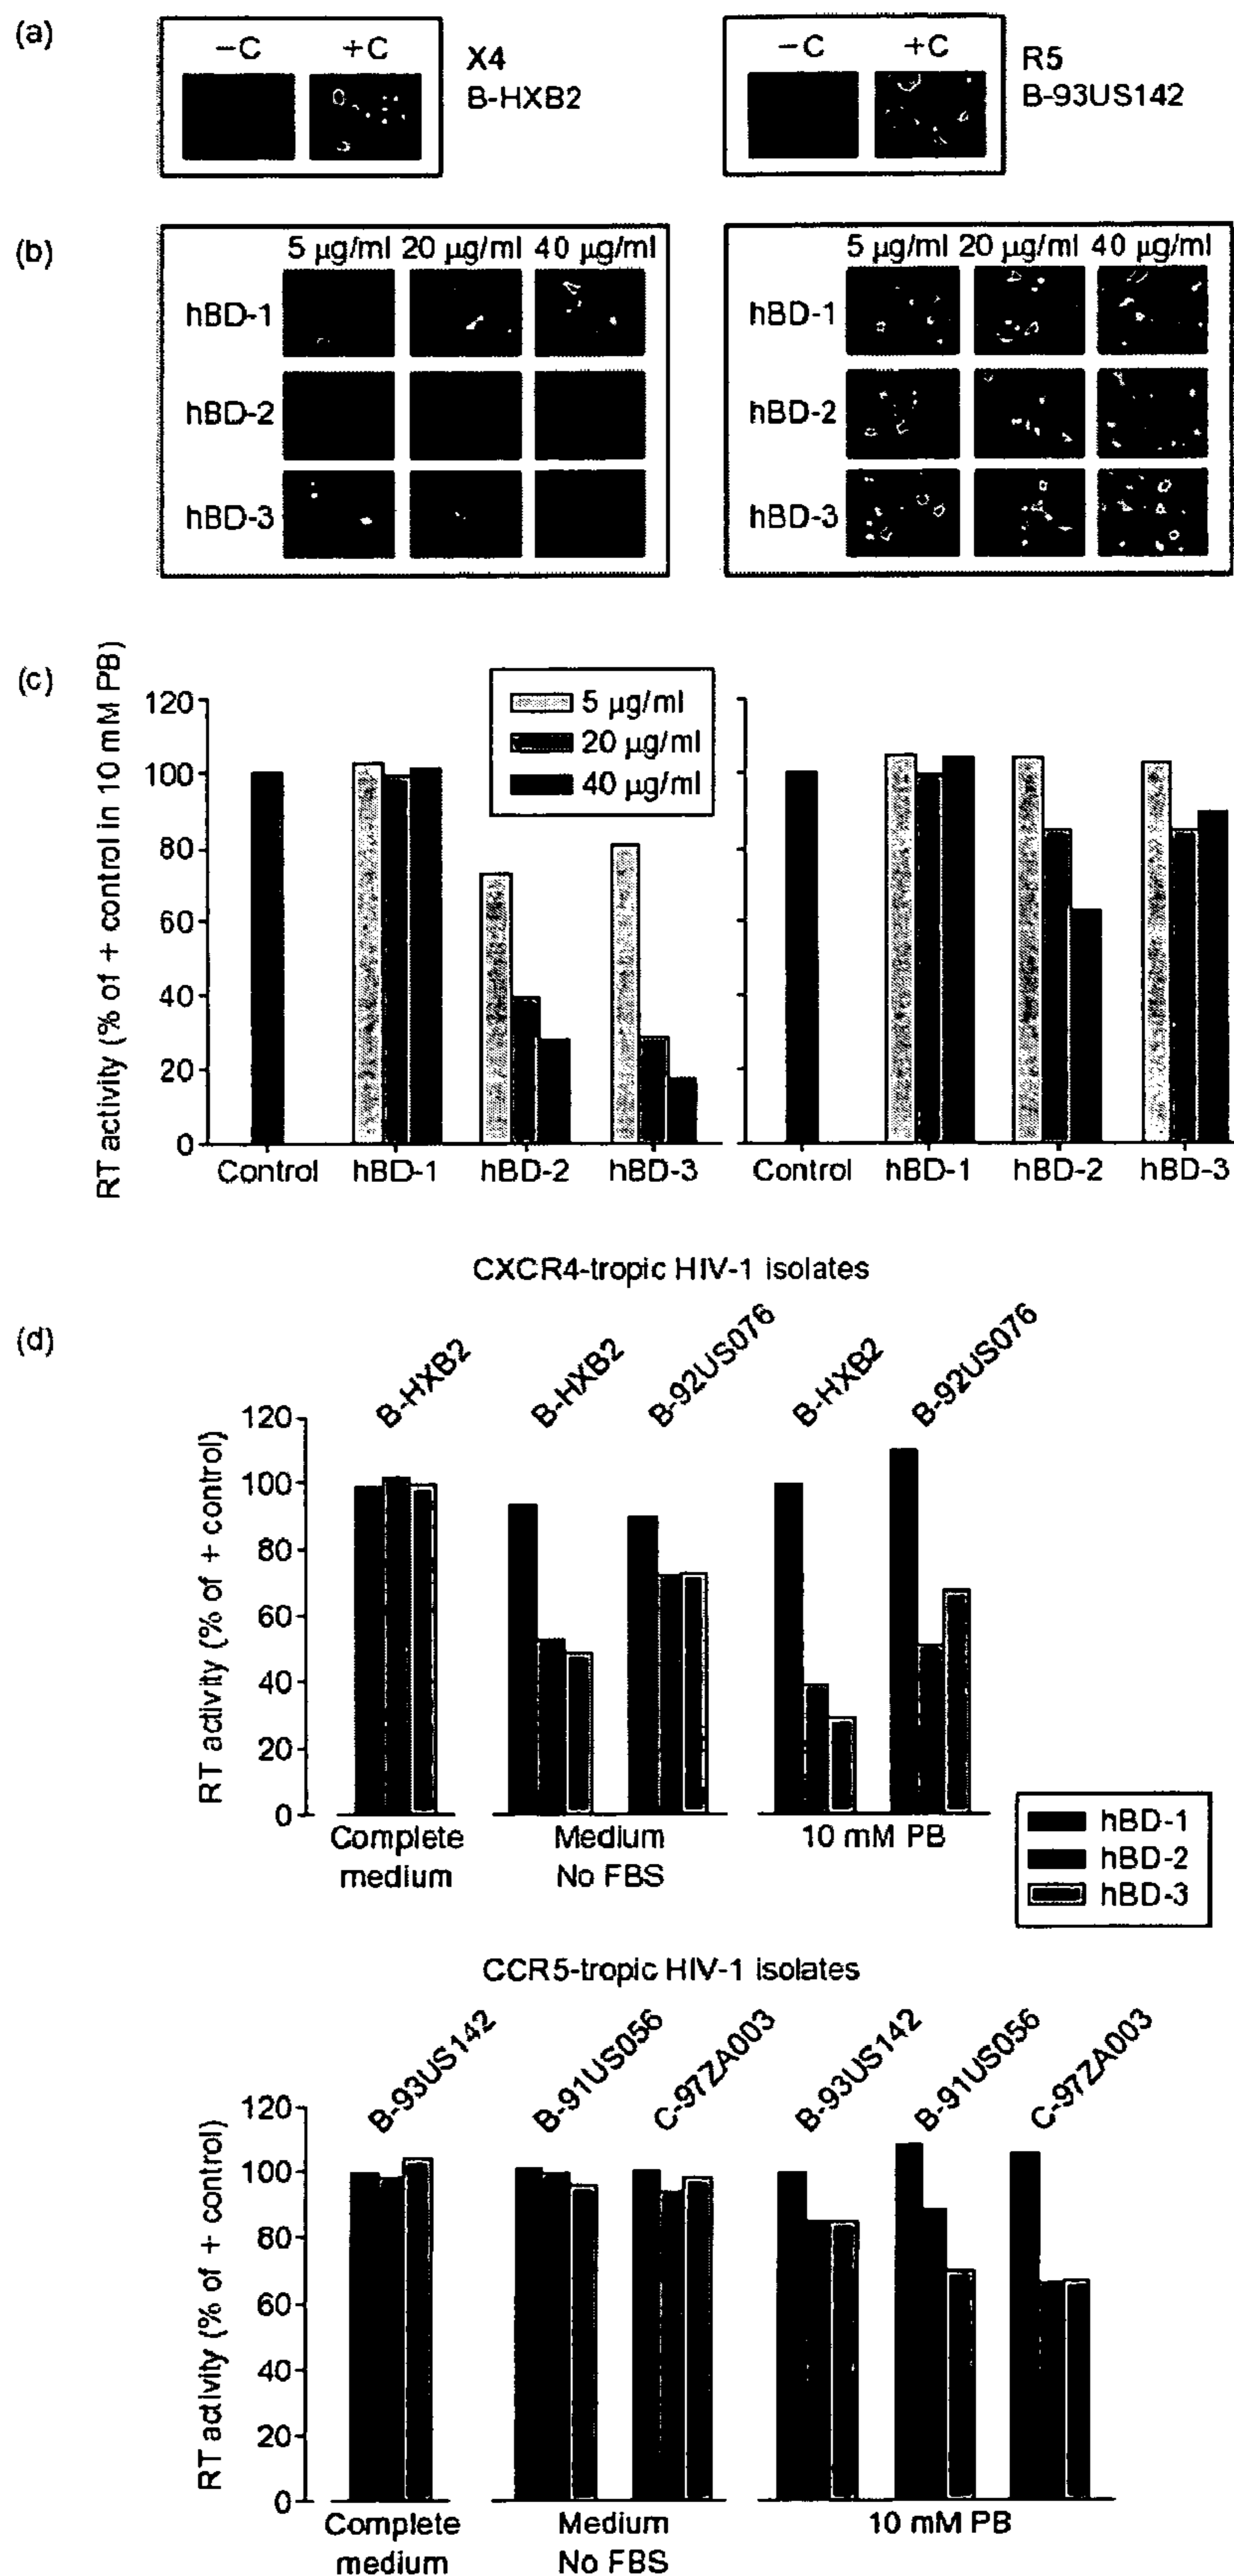 (a)
−C +C
X4
B-HXB2
−C +C
R5
B-93US142
(b)
5 µg/ml 20 µg/ml 40 µg/ml
hBD-1
hBD-2
hBD-3
5 µg/ml 20 µg/ml 40 µg/ml
hBD-1
hBD-2
hBD-3
(c)
RT activity (% of + control in 10 mM PB)
120
100
80
60
40
20
0
5 µg/ml
20 µg/ml
40 µg/ml
Control hBD-1 hBD-2 hBD-3
Control hBD-1 hBD-2 hBD-3
CXCR4-tropic HIV-1 isolates
(d)
B-HXB2 B-HXB2 B-92US076 B-HXB2 B-92US076
RT activity (% of + control)
120
100
80
60
40
20
0
Complete
medium
Medium
No FBS
10 mM PB
hBD-1
hBD-2
hBD-3
CCR5-tropic HIV-1 isolates
B-93US142 B-91US056 C-97ZA003 B-93US142 B-91US056 C-97ZA003
RT activity (% of + control)
120
100
80
60
40
20
0
Complete
medium
Medium
No FBS
10 mM PB